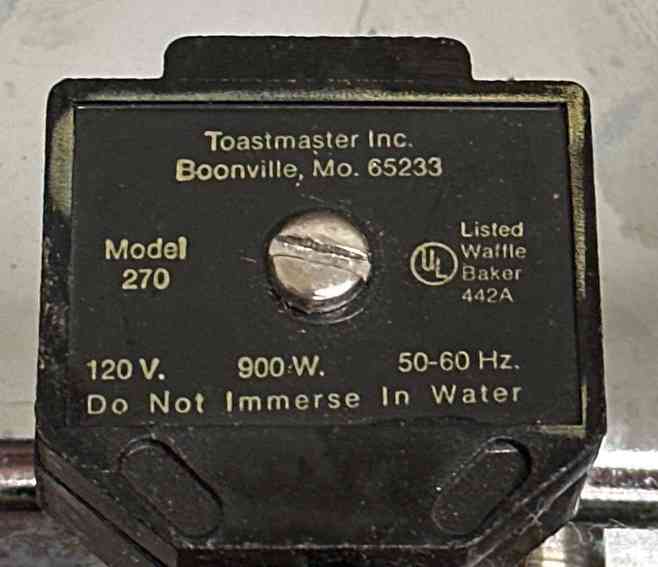 Toastmaster Inc.
Boonville, Mo. 65233
Model
270
UL
Listed
Waffle
Baker
442A
120 V. 900 W. 50-60 Hz.
Do Not Immerse In Water